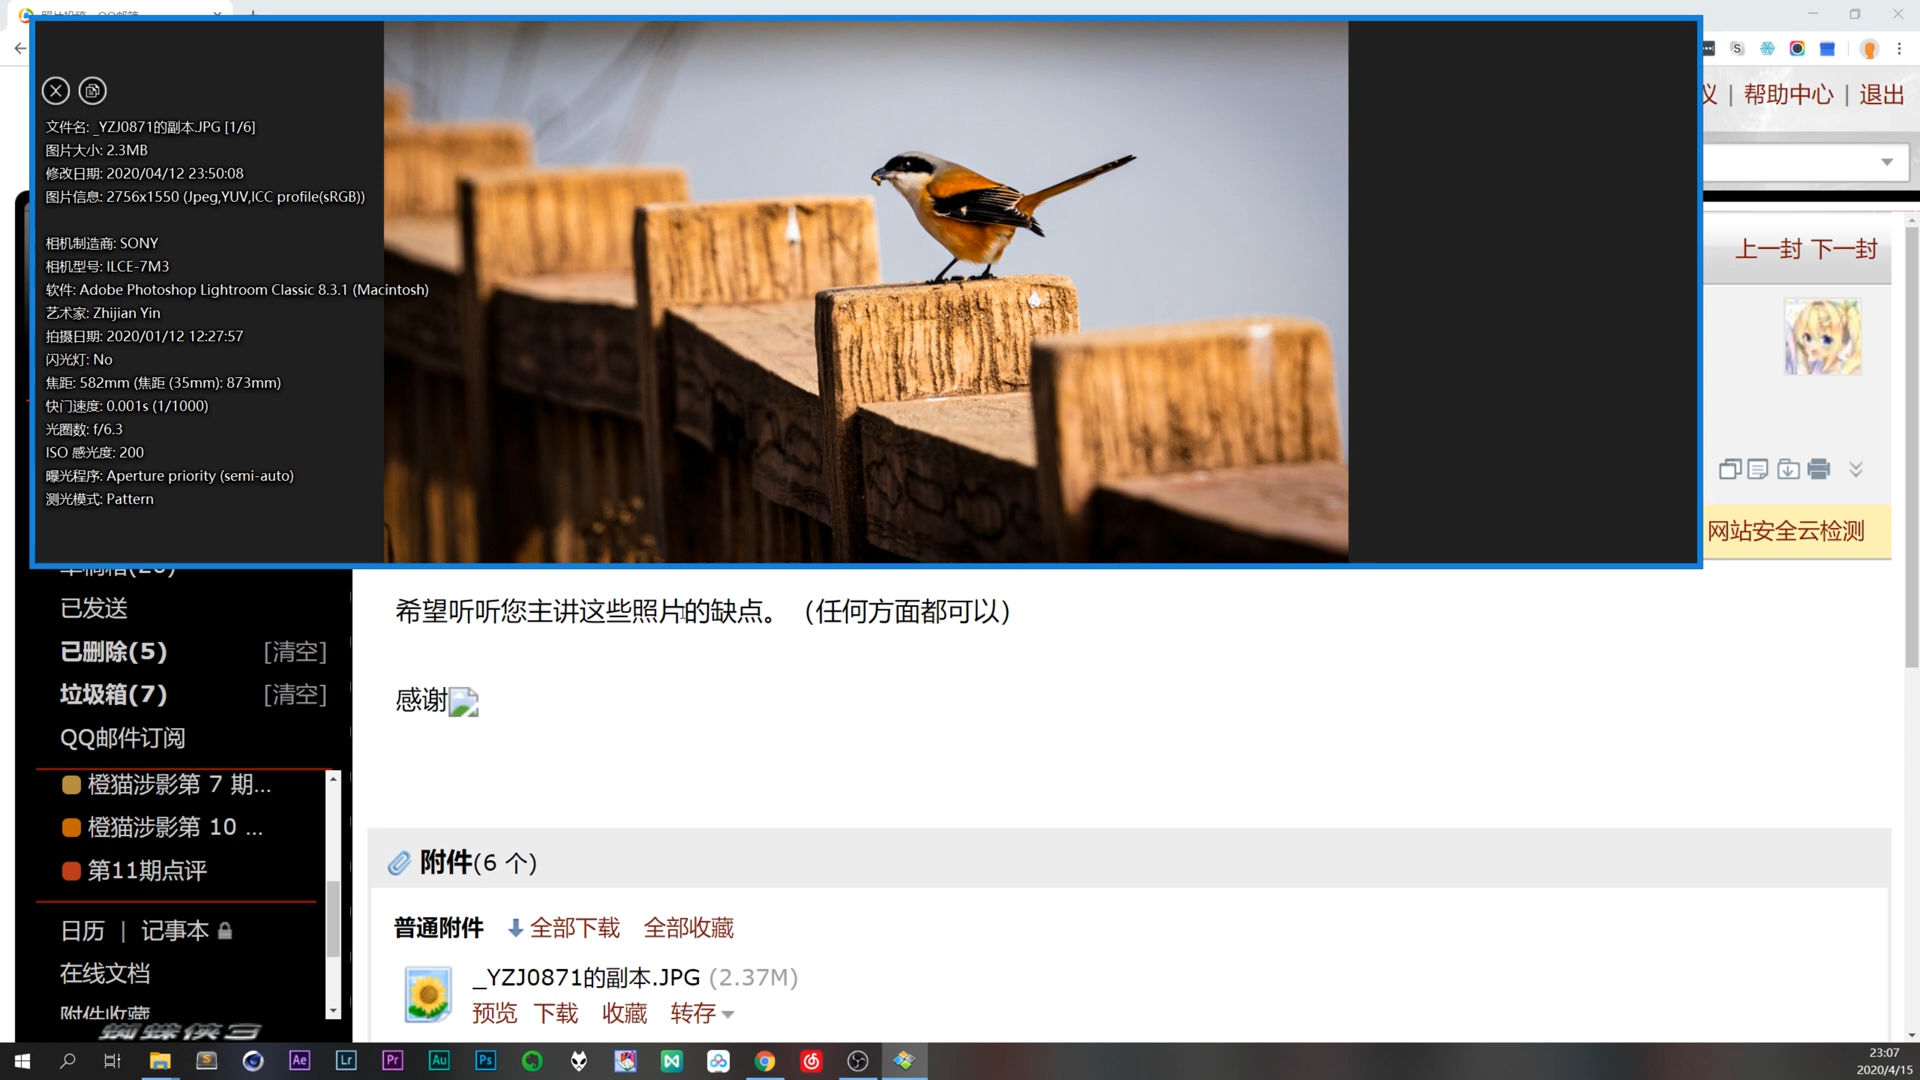 文件名: _YZJ0871的副本.JPG [1/6]
图片大小: 2.3MB
修改日期: 2020/04/12 23:50:08
图片信息: 2756x1550 (Jpeg,YUV,ICC profile(sRGB))
相机制造商: SONY
相机型号: ILCE-7M3
软件: Adobe Photoshop Lightroom Classic 8.3.1 (Macintosh)
艺术家: Zhijian Yin
拍摄日期: 2020/01/12 12:27:57
闪光灯: No
焦距: 582mm (焦距 (35mm): 873mm)
快门速度: 0.001s (1/1000)
光圈数: f/6.3
ISO 感光度: 200
曝光程序: Aperture priority (semi-auto)
测光模式: Pattern
| 帮助中心 | 退出
上一封 下一封
网站安全云检测
已发送
已删除(5) [清空]
垃圾箱(7) [清空]
QQ邮件订阅
橙猫涉影第 7 期...
橙猫涉影第 10 ...
第11期点评
日历 | 记事本
在线文档
附件收藏
蜘蛛侠3
希望听听您主讲这些照片的缺点。（任何方面都可以）
感谢
附件(6 个)
普通附件 全部下载 全部收藏
_YZJ0871的副本.JPG (2.37M)
预览 下载 收藏 转存
Ae Lr Pr Au Ps
23:07
2020/4/15